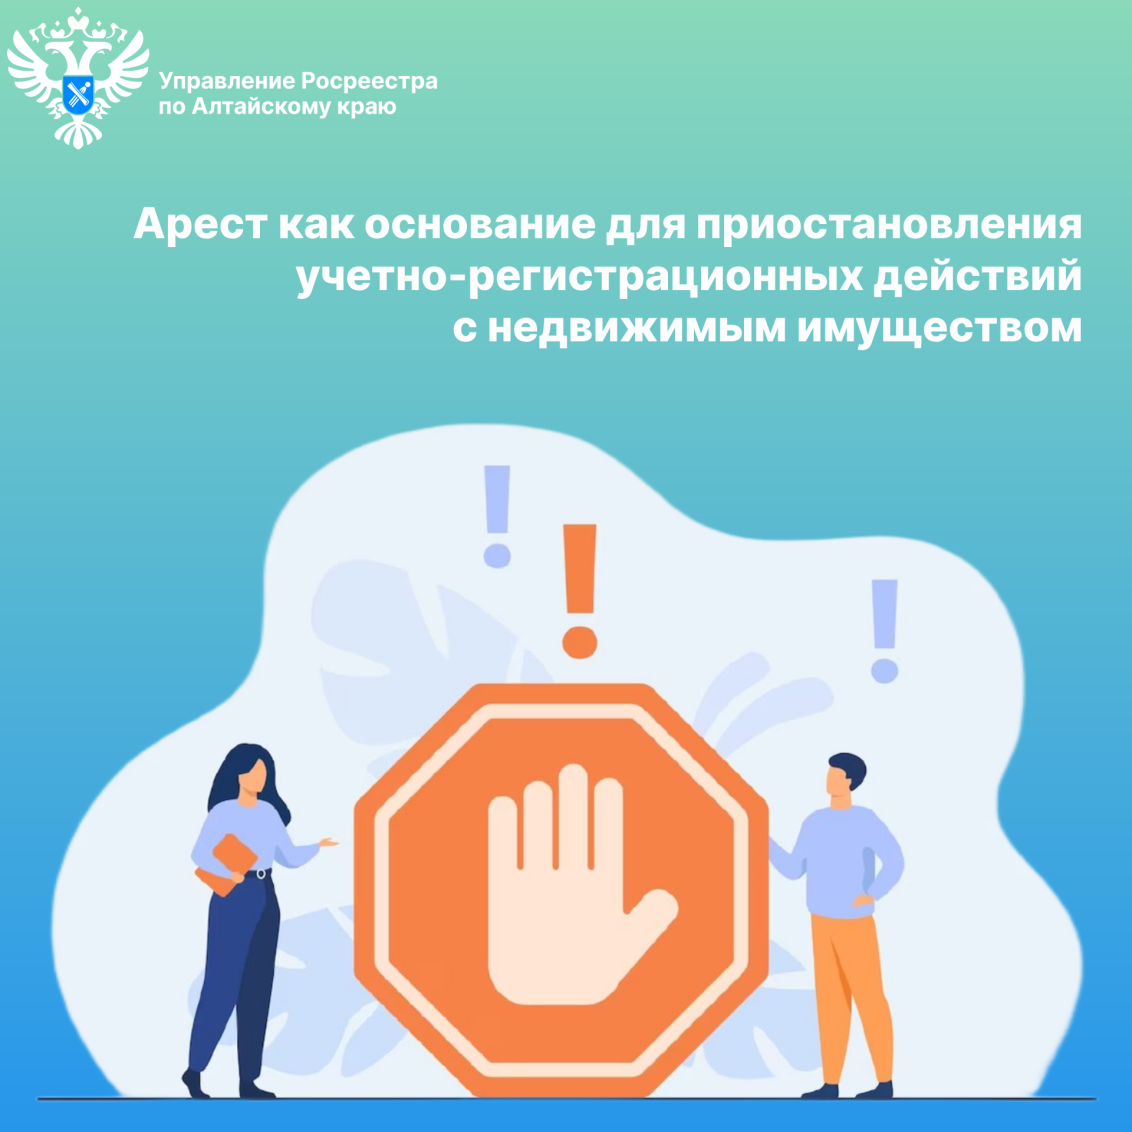 Управление Росреестра
по Алтайскому краю
Арест как основание для приостановления
учетно-регистрационных действий
с недвижимым имуществом